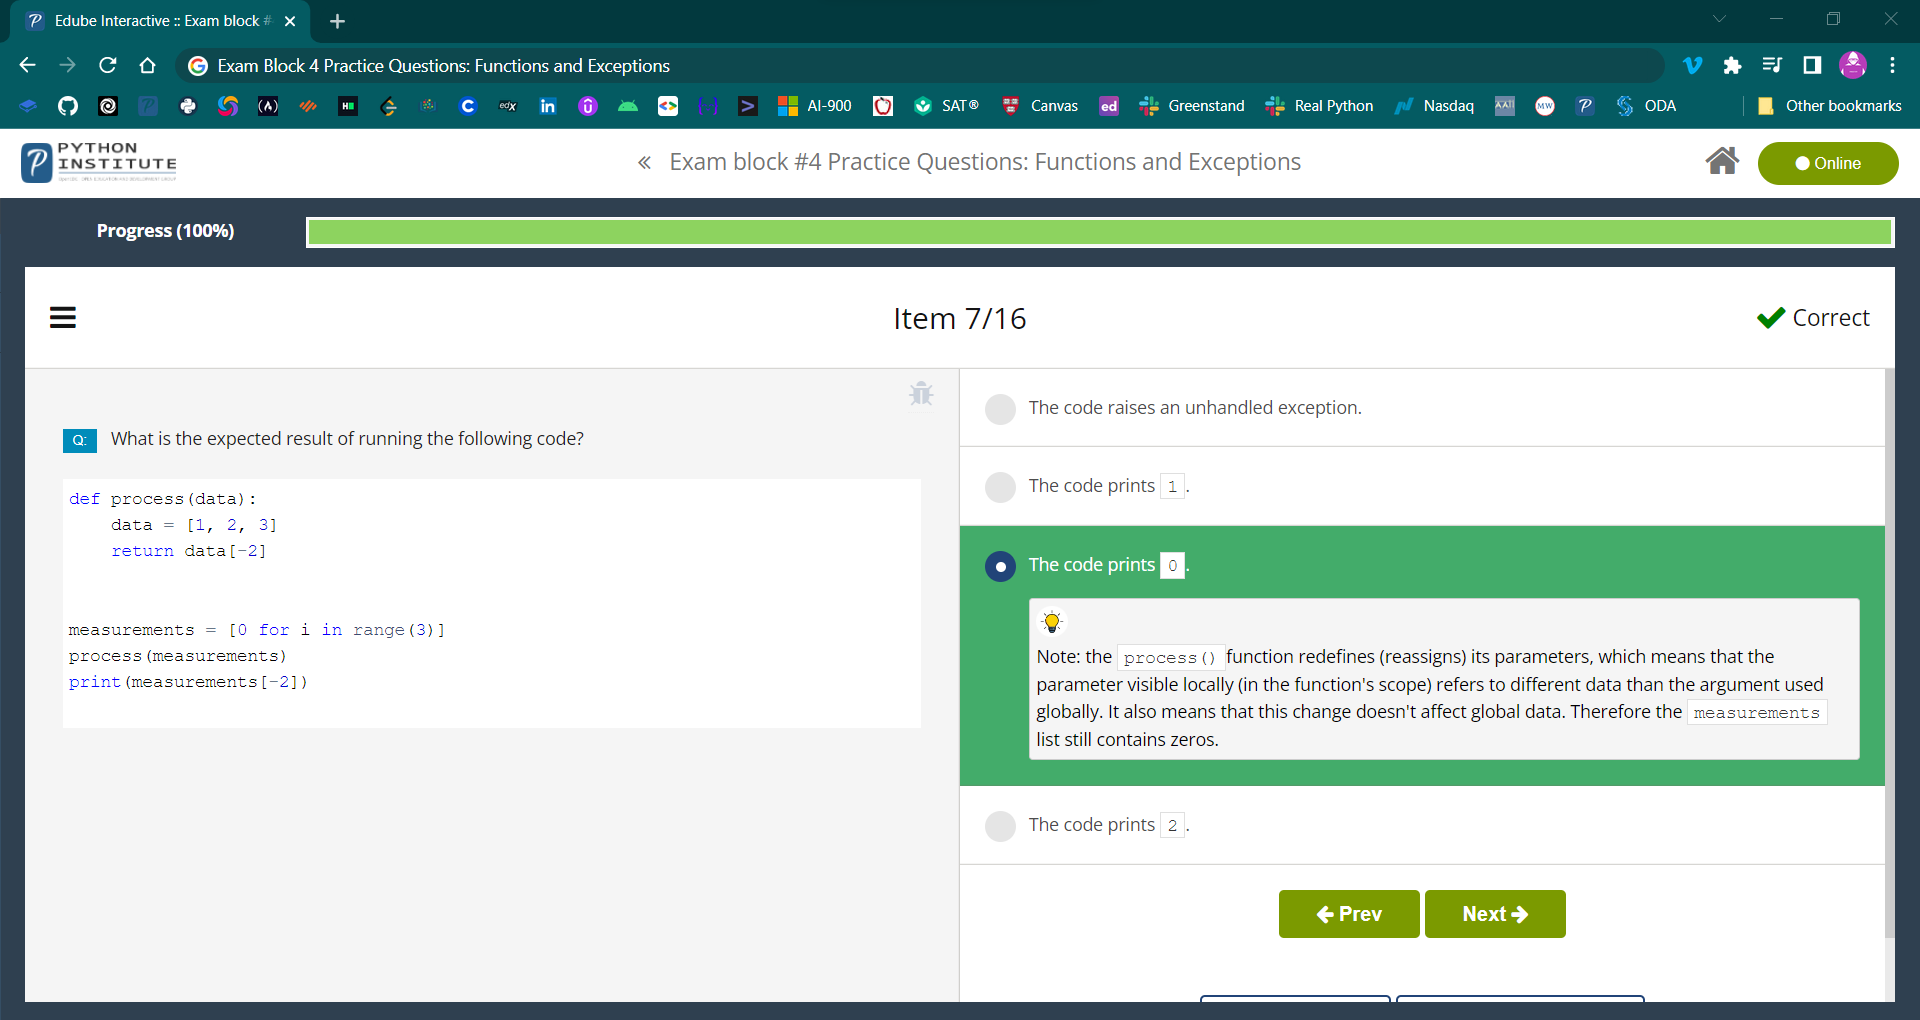 Edube Interactive :: Exam block #
Exam Block 4 Practice Questions: Functions and Exceptions
AI-900
SAT®
Canvas
ed
Greenstand
Real Python
Nasdaq
ODA
Other bookmarks
PYTHON
INSTITUTE
« Exam block #4 Practice Questions: Functions and Exceptions
Online
Progress (100%)
Item 7/16
Correct
Q: What is the expected result of running the following code?
def process(data):
    data = [1, 2, 3]
    return data[-2]
measurements = [0 for i in range(3)]
process(measurements)
print(measurements[-2])
The code raises an unhandled exception.
The code prints 1.
The code prints 0.
Note: the process() function redefines (reassigns) its parameters, which means that the
parameter visible locally (in the function's scope) refers to different data than the argument used
globally. It also means that this change doesn't affect global data. Therefore the measurements
list still contains zeros.
The code prints 2.
Prev
Next